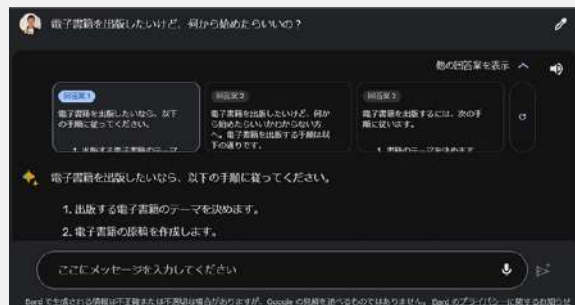 電子書籍を出版したいけど、何から始めたらいいの？
他の回答案を表示
回答案 1
電子書籍を出版したいなら、以下
の手順に従ってください。
1. 出版する電子書籍のテーマ
回答案 2
電子書籍を出版したいけど、何か
ら始めたらいいかわからない方
へ。電子書籍を出版する手順は以
下の通りです。
回答案 3
電子書籍を出版するには、次の手
順に従います。
1. 書籍のテーマを決めます
電子書籍を出版したいなら、以下の手順に従ってください。
1. 出版する電子書籍のテーマを決めます。
2. 電子書籍の原稿を作成します。
ここにメッセージを入力してください
Bard で生成される情報は不正確または不適切な場合がありますが、Google の見解を述べるものではありません。Bard のプライバシーに関するお知らせ